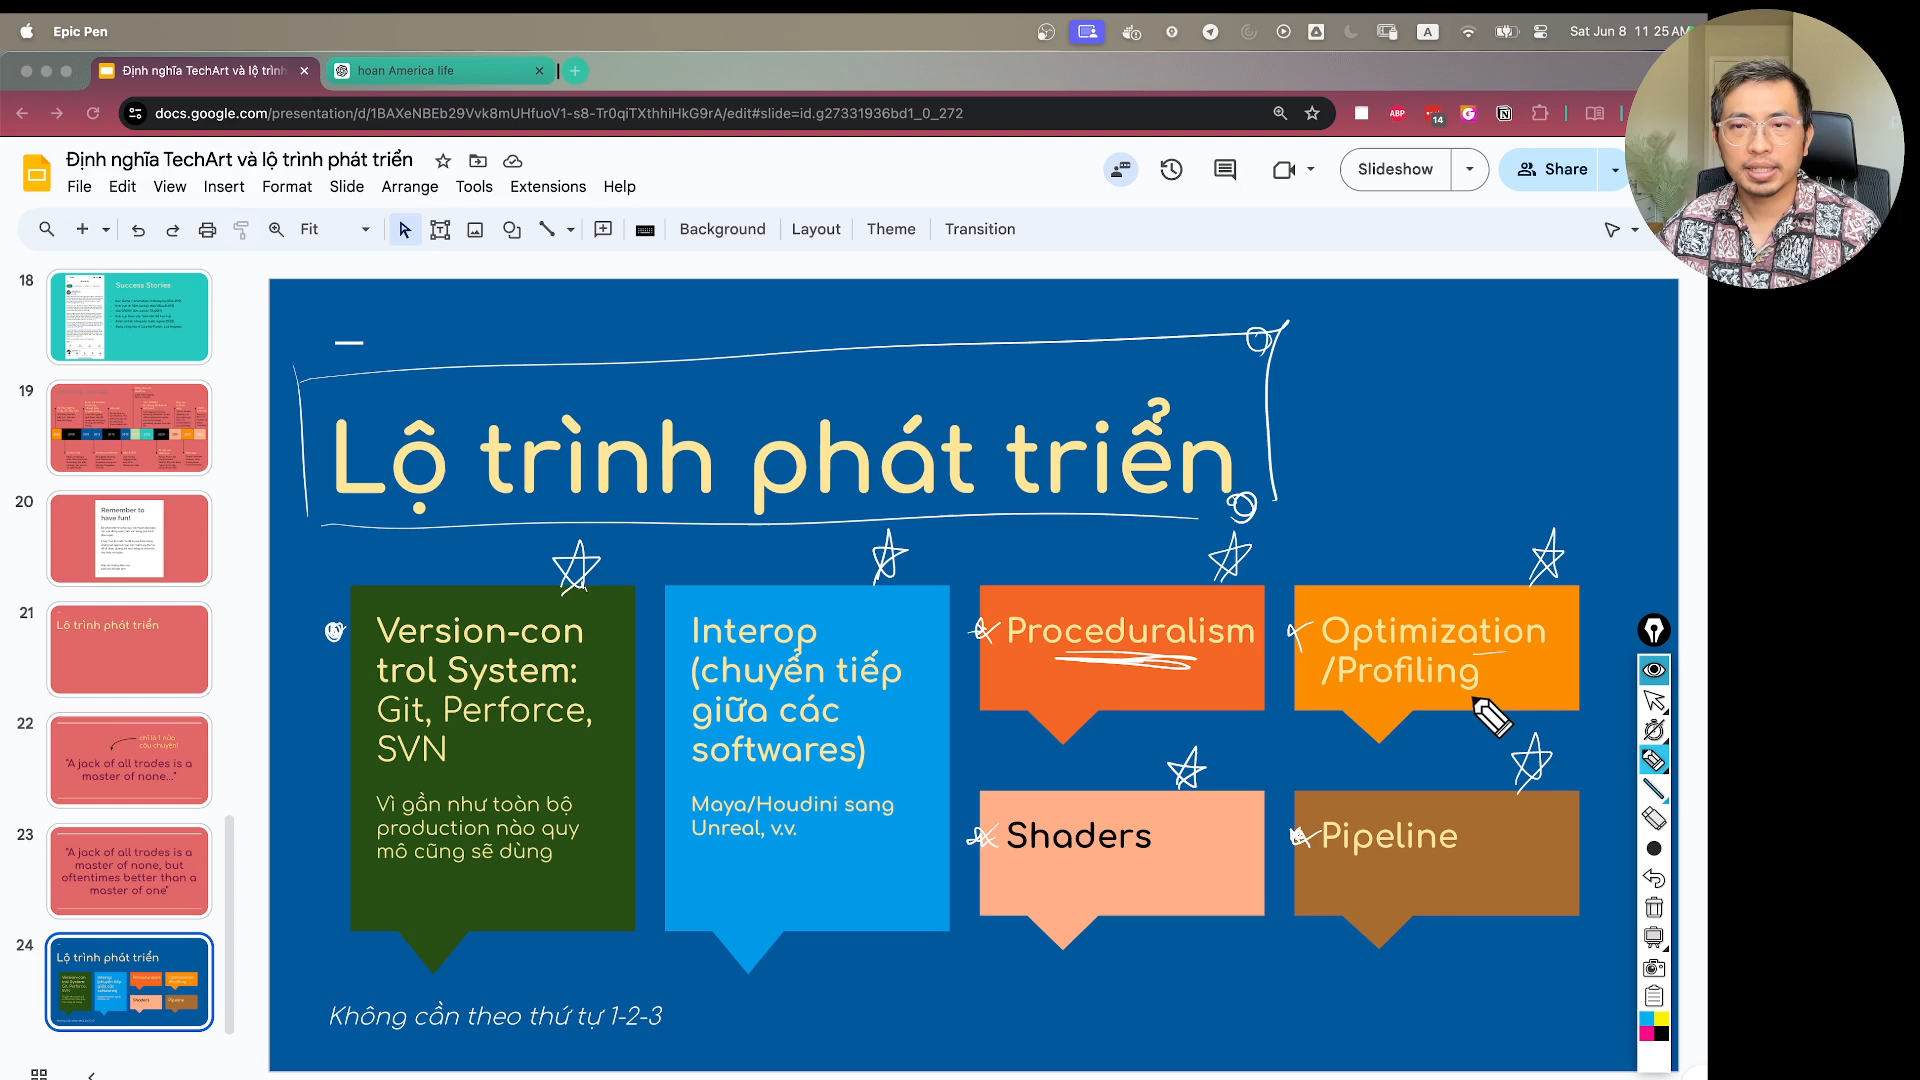 Epic Pen
Sat Jun 8 11 25 AM
Định nghĩa TechArt và lộ trình
hoan America life
docs.google.com/presentation/d/1BAXeNBEb29Vvk8mUHfuoV1-s8-Tr0qiTXthhiHkG9rA/edit#slide=id.g27331936bd1_0_272
ABP
14
Định nghĩa TechArt và lộ trình phát triển
File Edit View Insert Format Slide Arrange Tools Extensions Help
Slideshow
Share
Fit
Background Layout Theme Transition
18
Success Stories
19
20
Remember to
have fun!
21
Lộ trình phát triển
22
chỉ là 1 nửa
câu chuyện!
"A jack of all trades is a
master of none..."
23
"A jack of all trades is a
master of none, but
oftentimes better than a
master of one"
24
Lộ trình phát triển
Lộ trình phát triển
Version-con
trol System:
Git, Perforce,
SVN
Vì gần như toàn bộ
production nào quy
mô cũng sẽ dùng
Interop
(chuyển tiếp
giữa các
softwares)
Maya/Houdini sang
Unreal, v.v.
Proceduralism
Optimization
/Profiling
Shaders
Pipeline
Không cần theo thứ tự 1-2-3